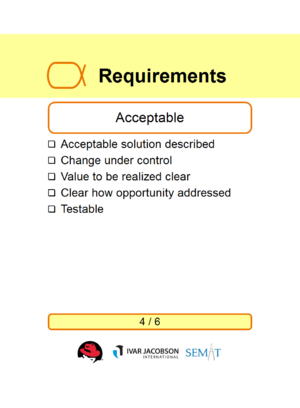 Requirements
Acceptable
Acceptable solution described
Change under control
Value to be realized clear
Clear how opportunity addressed
Testable
4 / 6
IVAR JACOBSON
INTERNATIONAL
SEMAT